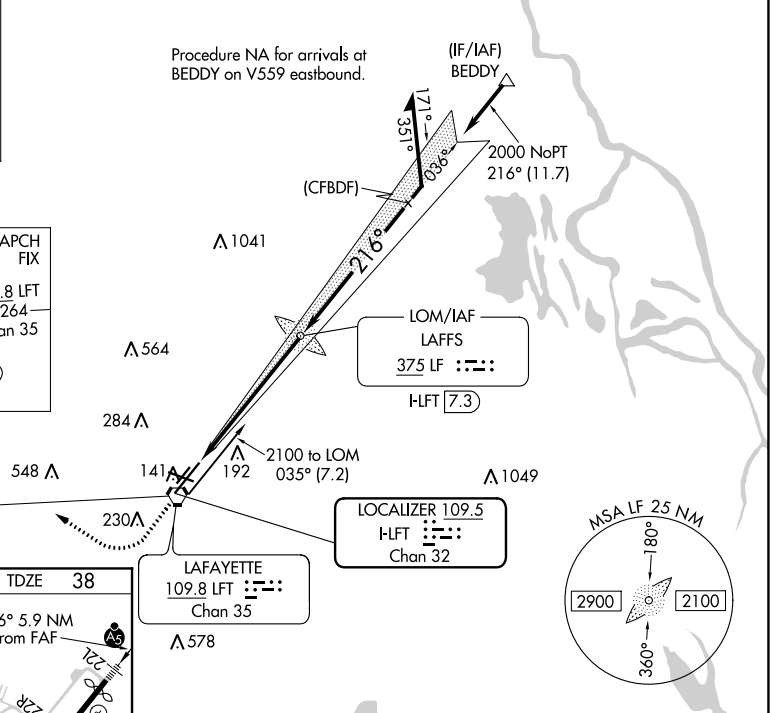 Procedure NA for arrivals at
BEDDY on V559 eastbound.
(IF/IAF)
BEDDY
171°
351°
036°
2000 NoPT
216° (11.7)
(CFBDF)
216°
1041
APCH
FIX
.8 LFT
264
an 35
)
LOM/IAF
LAFFS
375 LF
I-LFT 7.3
564
284
548
141
192
2100 to LOM
035° (7.2)
1049
230
LOCALIZER 109.5
I-LFT
Chan 32
LAFAYETTE
109.8 LFT
Chan 35
578
MSA LF 25 NM
180°
2900
2100
360°
TDZE 38
6° 5.9 NM
rom FAF
A5
22L
22R